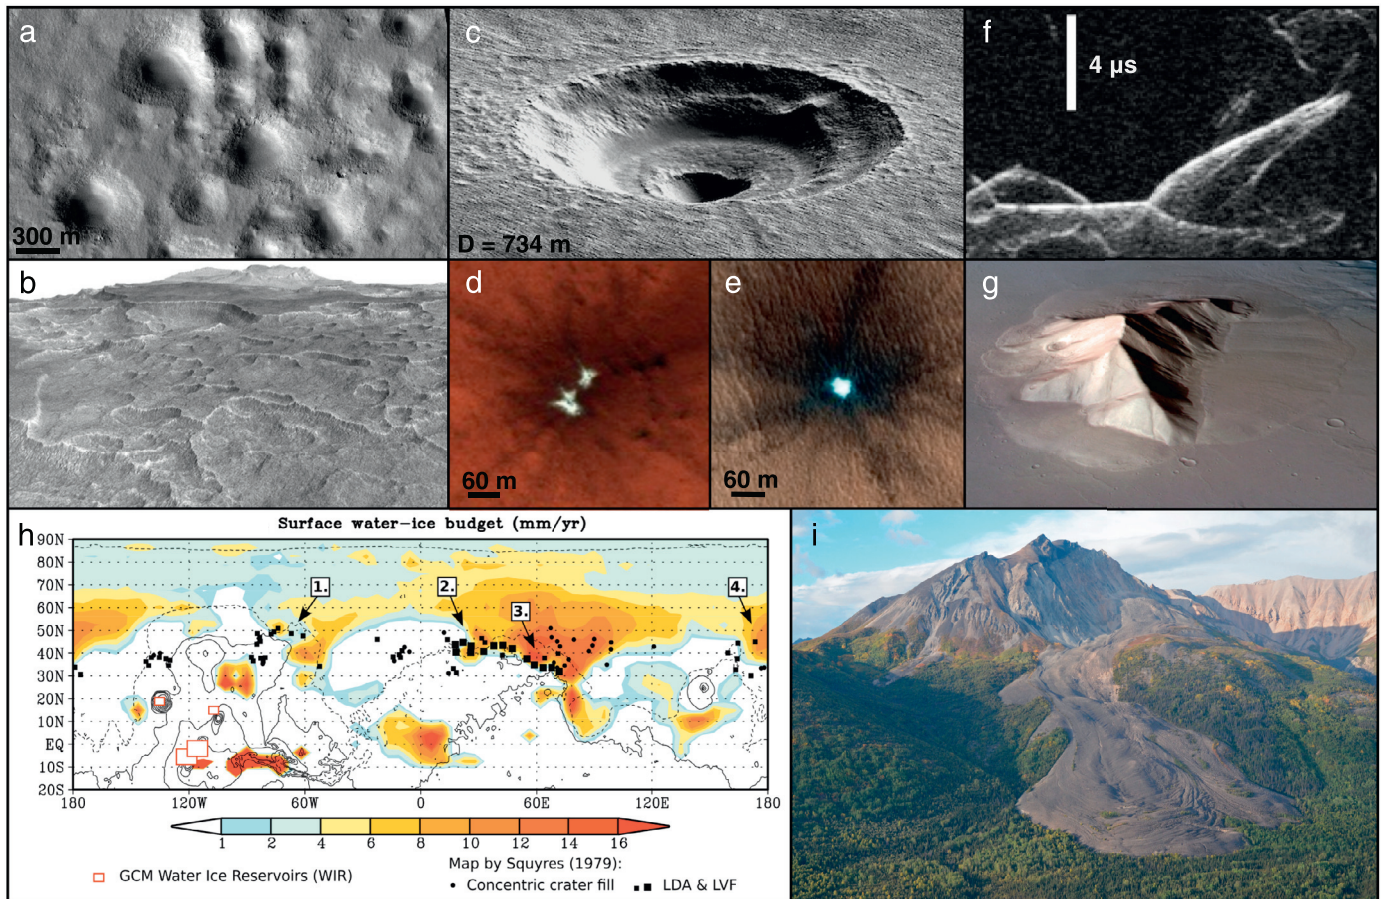 a
300 m
b
c
D = 734 m
d
60 m
e
60 m
f
4 µs
g
h
Surface water-ice budget (mm/yr)
90N
80N
70N
60N
50N
40N
30N
20N
10N
EQ
10S
20S
1.
2.
3.
4.
180 120W 60W 0 60E 120E 180
1 2 4 6 8 10 12 14 16
GCM Water Ice Reservoirs (WIR)
Map by Squyres (1979):
Concentric crater fill
LDA & LVF
i